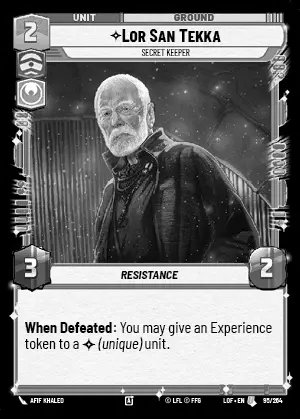 UNIT
GROUND
2
✧LOR SAN TEKKA
SECRET KEEPER
3
RESISTANCE
2
When Defeated: You may give an Experience
token to a ✧ (unique) unit.
AFIF KHALED
A
© LFL © FFG
LOF • EN
95/264